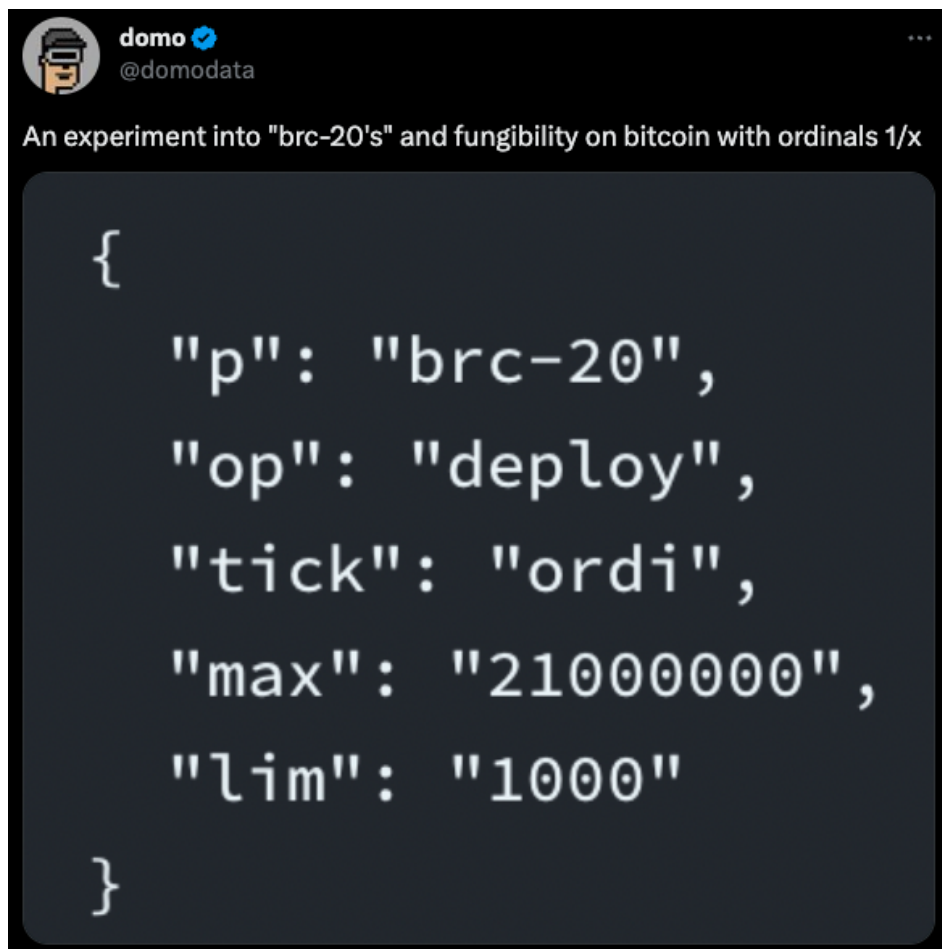 domo
@domodata
An experiment into "brc-20's" and fungibility on bitcoin with ordinals 1/x
{
"p": "brc-20",
"op": "deploy",
"tick": "ordi",
"max": "21000000",
"lim": "1000"
}